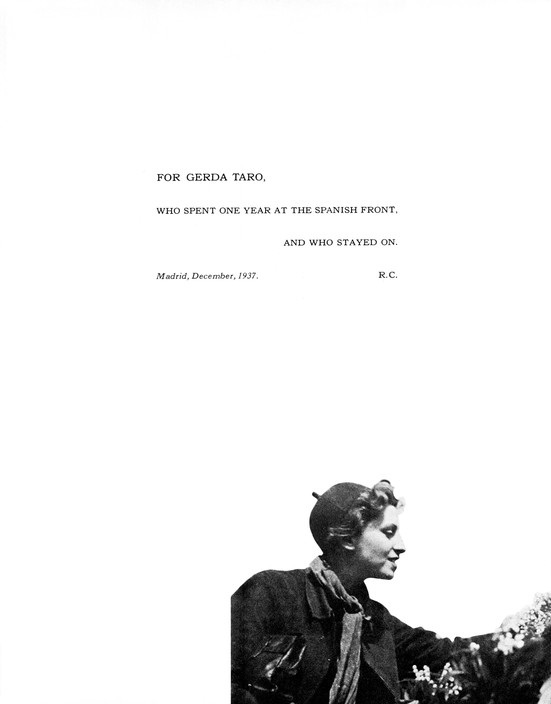 FOR GERDA TARO,
WHO SPENT ONE YEAR AT THE SPANISH FRONT,
AND WHO STAYED ON.
Madrid, December, 1937. R.C.